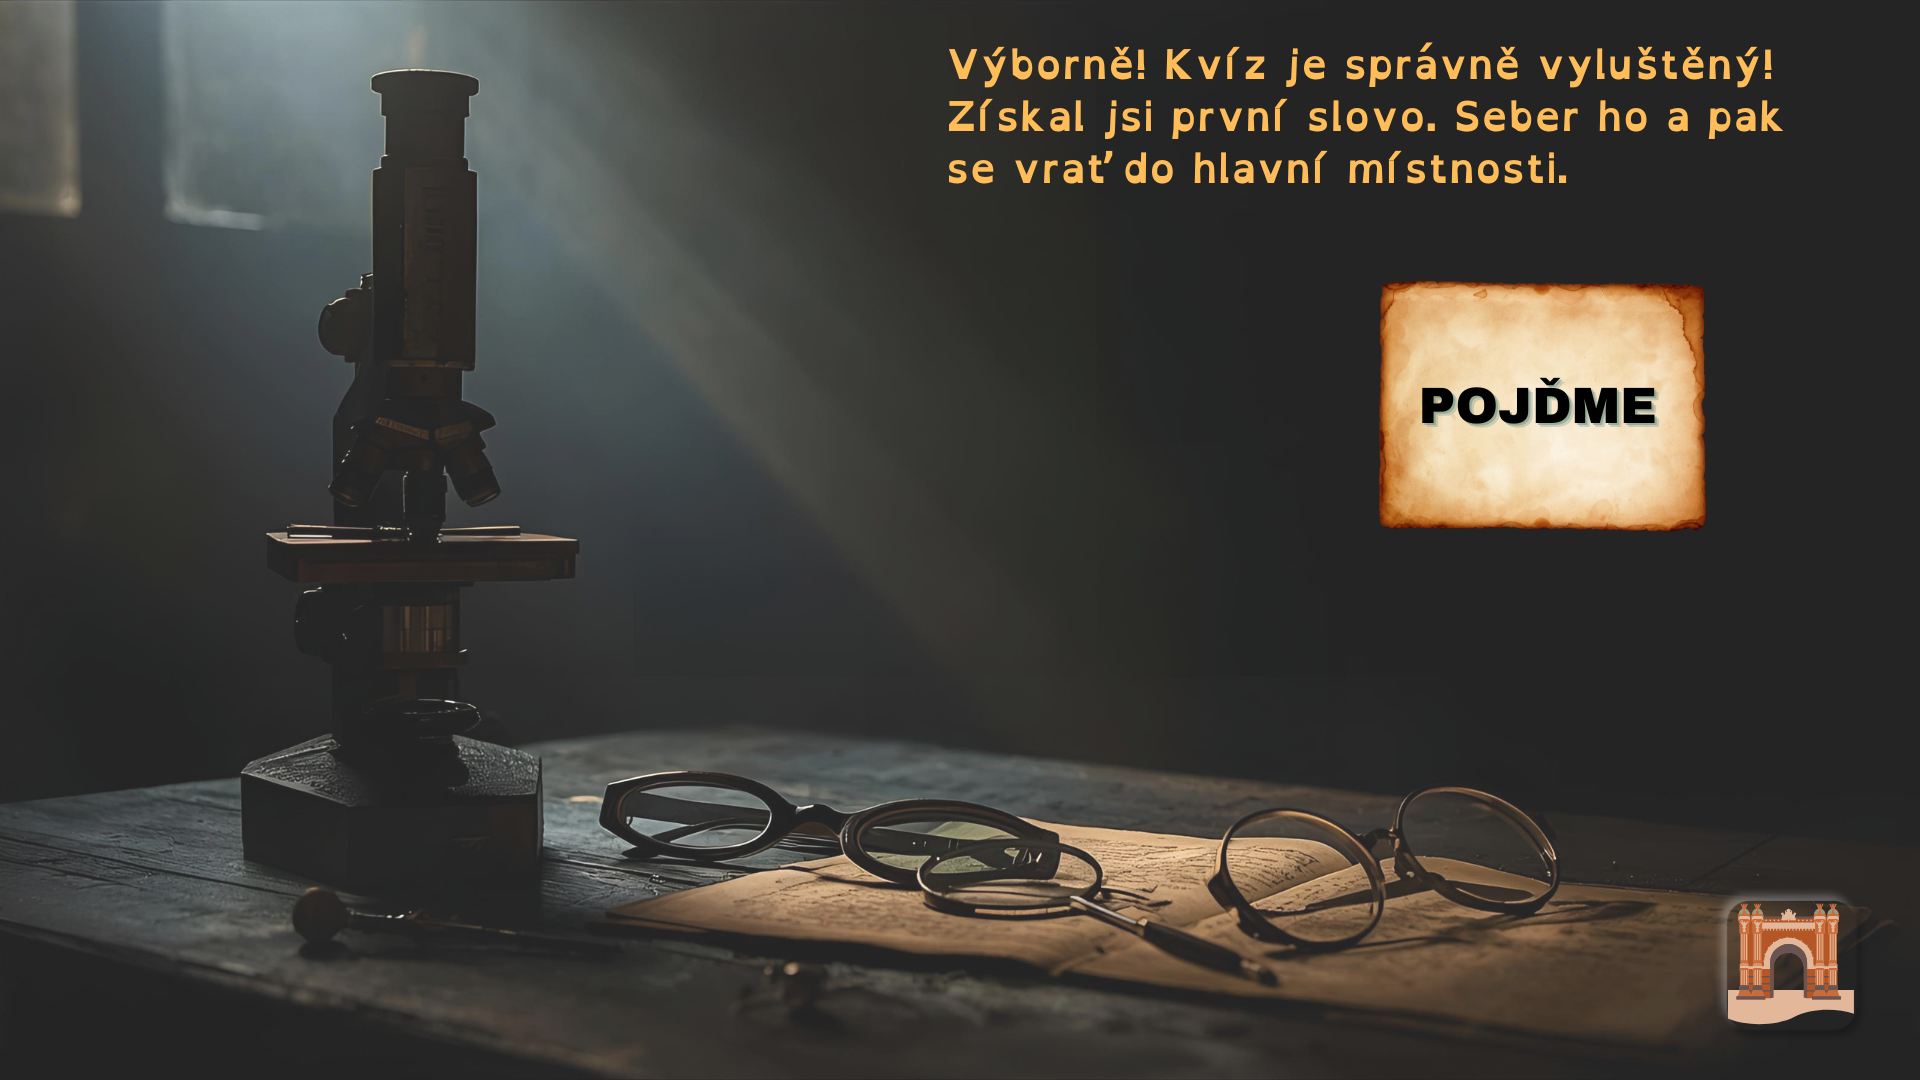 Výborně! Kvíz je správně vyluštěný!
Získal jsi první slovo. Seber ho a pak
se vrať do hlavní místnosti.
POJĎME